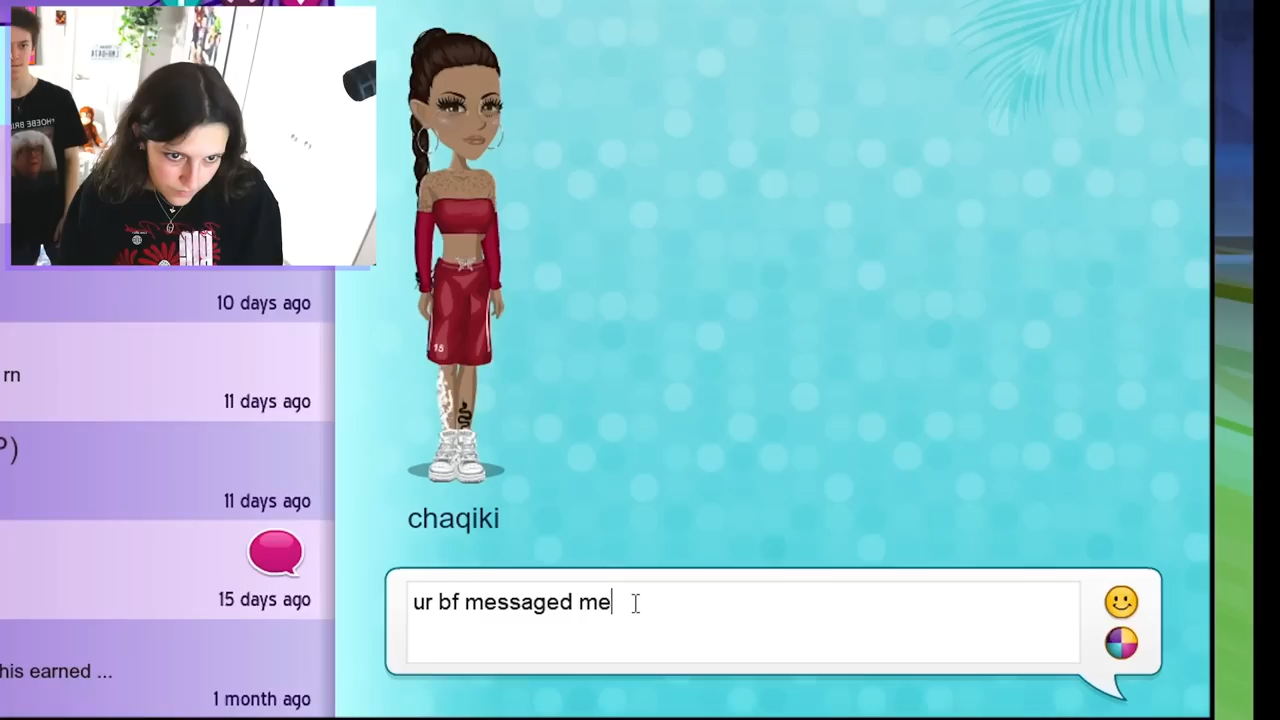 10 days ago
rn
11 days ago
P)
11 days ago
15 days ago
his earned ...
1 month ago
15
chaqiki
ur bf messaged me